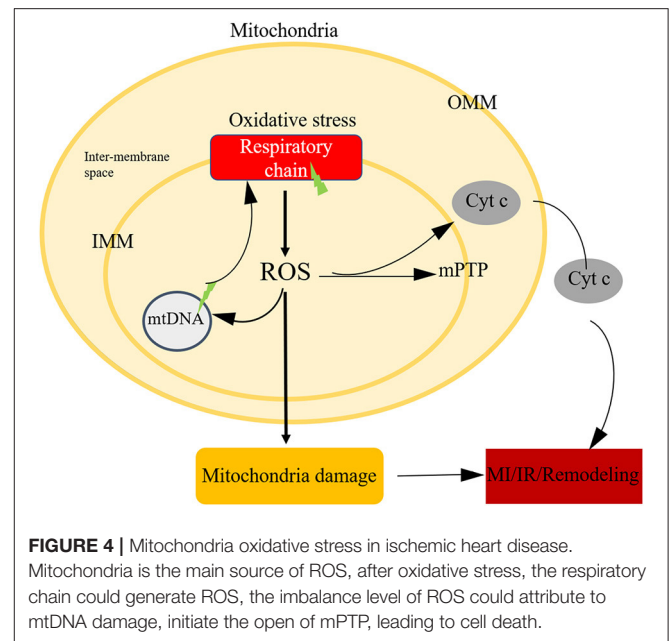 Mitochondria
OMM
Oxidative stress
Respiratory
chain
Inter-membrane
space
Cyt c
IMM
ROS
mPTP
Cyt c
mtDNA
Mitochondria damage
MI/IR/Remodeling
FIGURE 4 | Mitochondria oxidative stress in ischemic heart disease.
Mitochondria is the main source of ROS, after oxidative stress, the respiratory
chain could generate ROS, the imbalance level of ROS could attribute to
mtDNA damage, initiate the open of mPTP, leading to cell death.